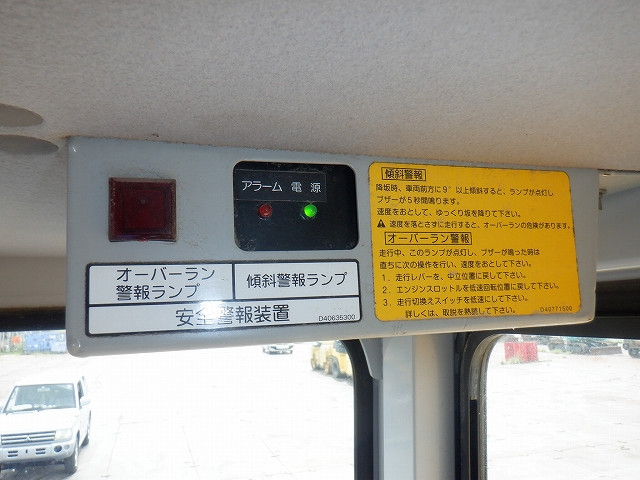 アラーム 電源
オーバーラン
警報ランプ
傾斜警報ランプ
安全警報装置
D40635300
傾斜警報
降坂時、車両前方に9°以上傾斜すると、ランプが点灯し
ブザーが5秒間鳴ります。
速度をおとして、ゆっくり坂を降りて下さい。
速度を落とさずに走行すると、オーバーランの危険があります。
オーバーラン警報
走行中、このランプが点灯し、ブザーが鳴った時は
直ちに次の操作を行い、速度をおとして下さい。
1. 走行レバーを、中立位置に戻して下さい。
2. エンジンスロットルを低速回転位置に戻して下さい。
3. 走行切換えスイッチを低速にして下さい。
詳しくは、取説を熟読して下さい。
D40771500